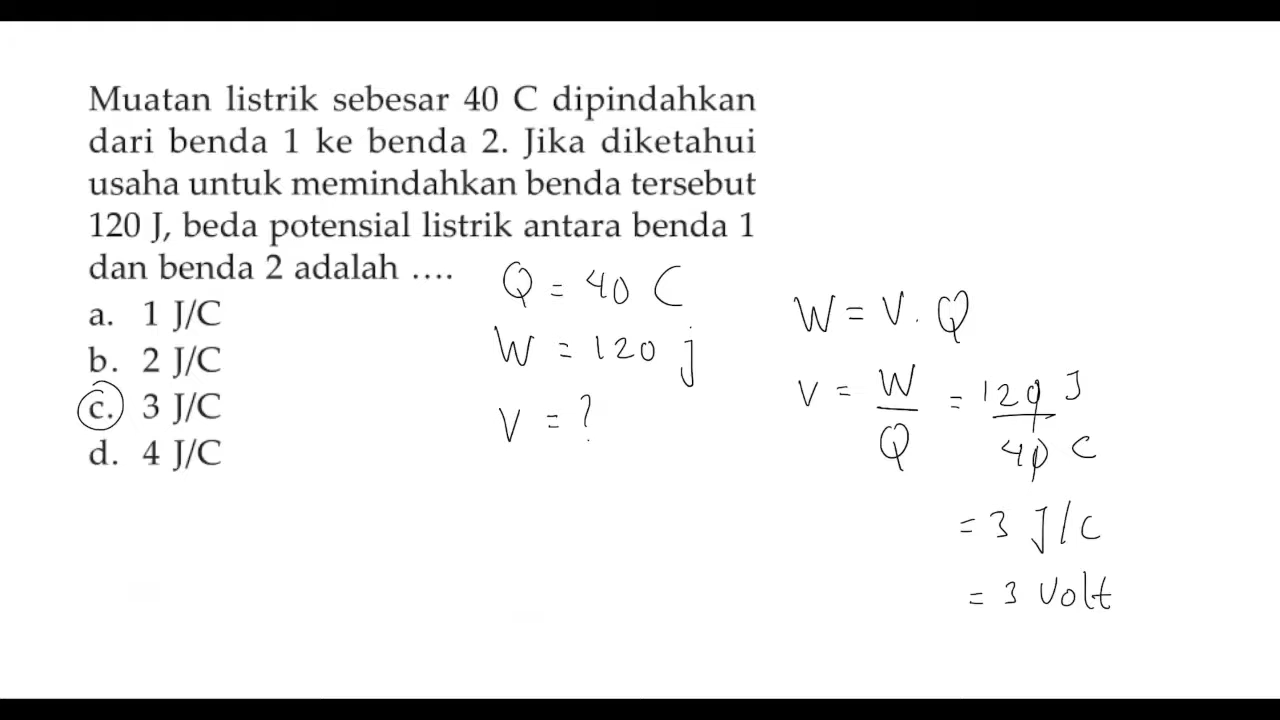 Muatan listrik sebesar 40 C dipindahkan
dari benda 1 ke benda 2. Jika diketahui
usaha untuk memindahkan benda tersebut
120 J, beda potensial listrik antara benda 1
dan benda 2 adalah ....
a. 1 J/C
b. 2 J/C
c. 3 J/C
d. 4 J/C
Q = 40 C
W = 120 j
V = ?
W = V . Q
V = W/Q = 120 J/40 C
= 3 J/C
= 3 Volt